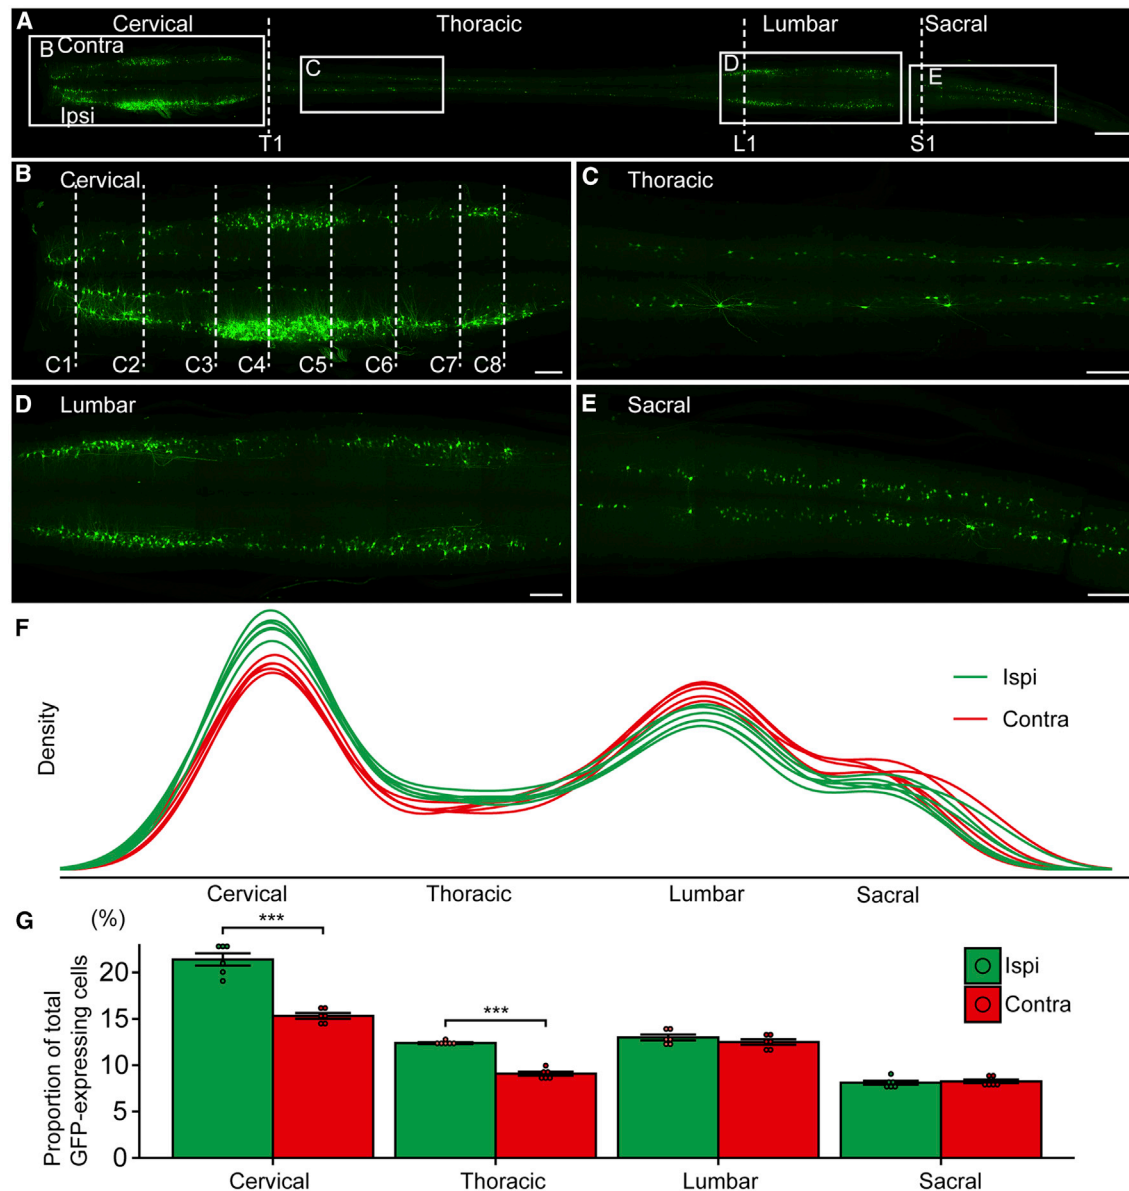 A
Cervical
Thoracic
Lumbar
Sacral
B
Contra
C
D
E
Ipsi
T1
L1
S1
B
Cervical
C1 C2 C3 C4 C5 C6 C7 C8
C
Thoracic
D
Lumbar
E
Sacral
F
Density
Ispi
Contra
Cervical
Thoracic
Lumbar
Sacral
G
(%)
Proportion of total
GFP-expressing cells
20
15
10
5
0
***
***
Ispi
Contra
Cervical
Thoracic
Lumbar
Sacral